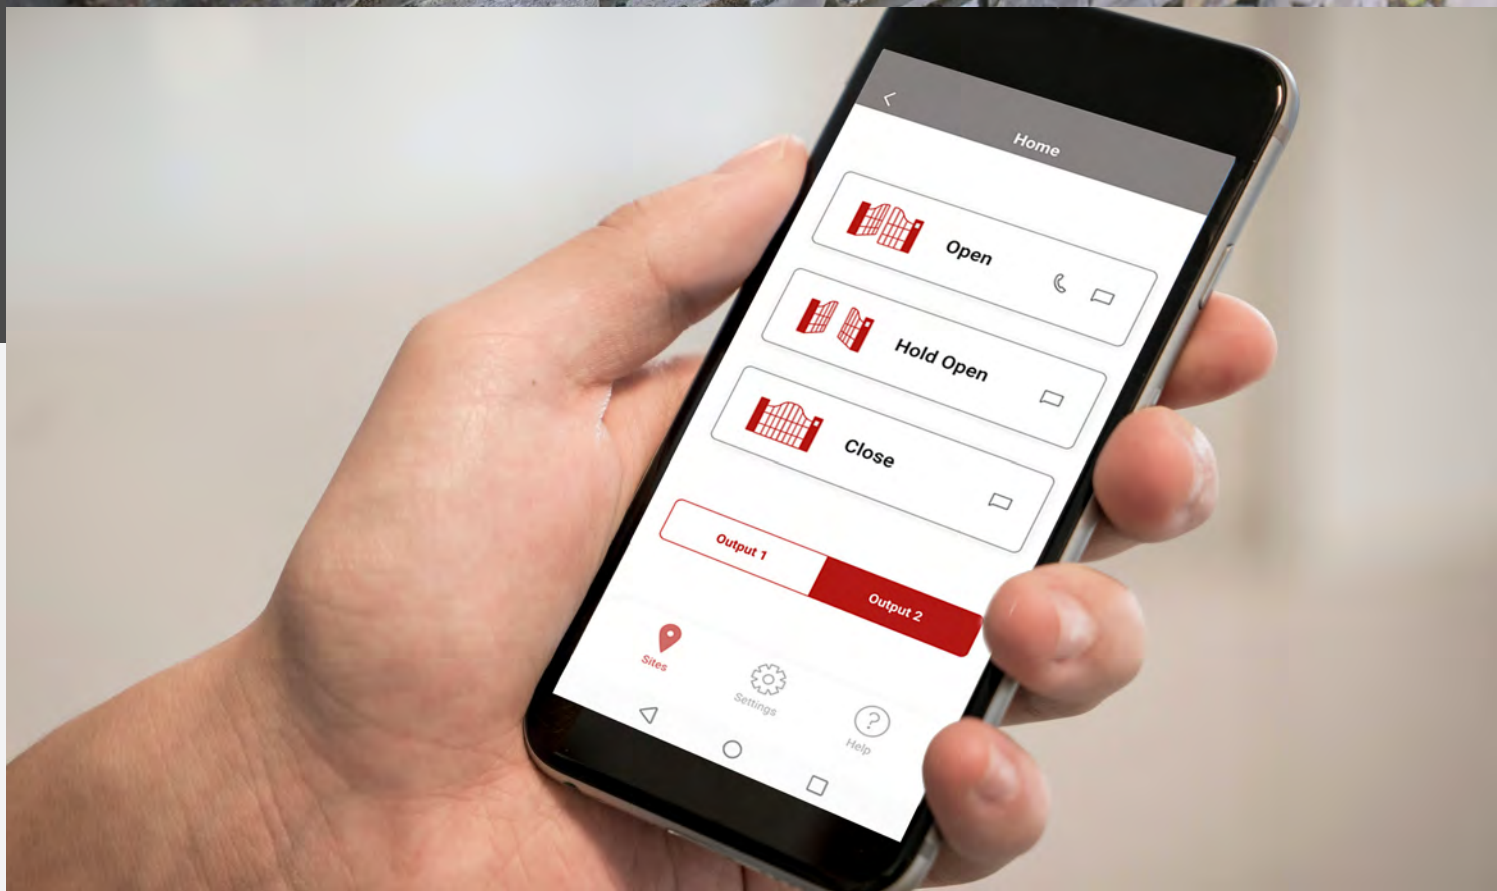 Home
Open
Hold Open
Close
Output 1
Output 2
Sites
Settings
Help